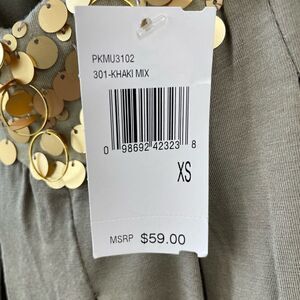 PKMU3102
301-KHAKI MIX
0 98692 42323 8
XS
MSRP $59.00